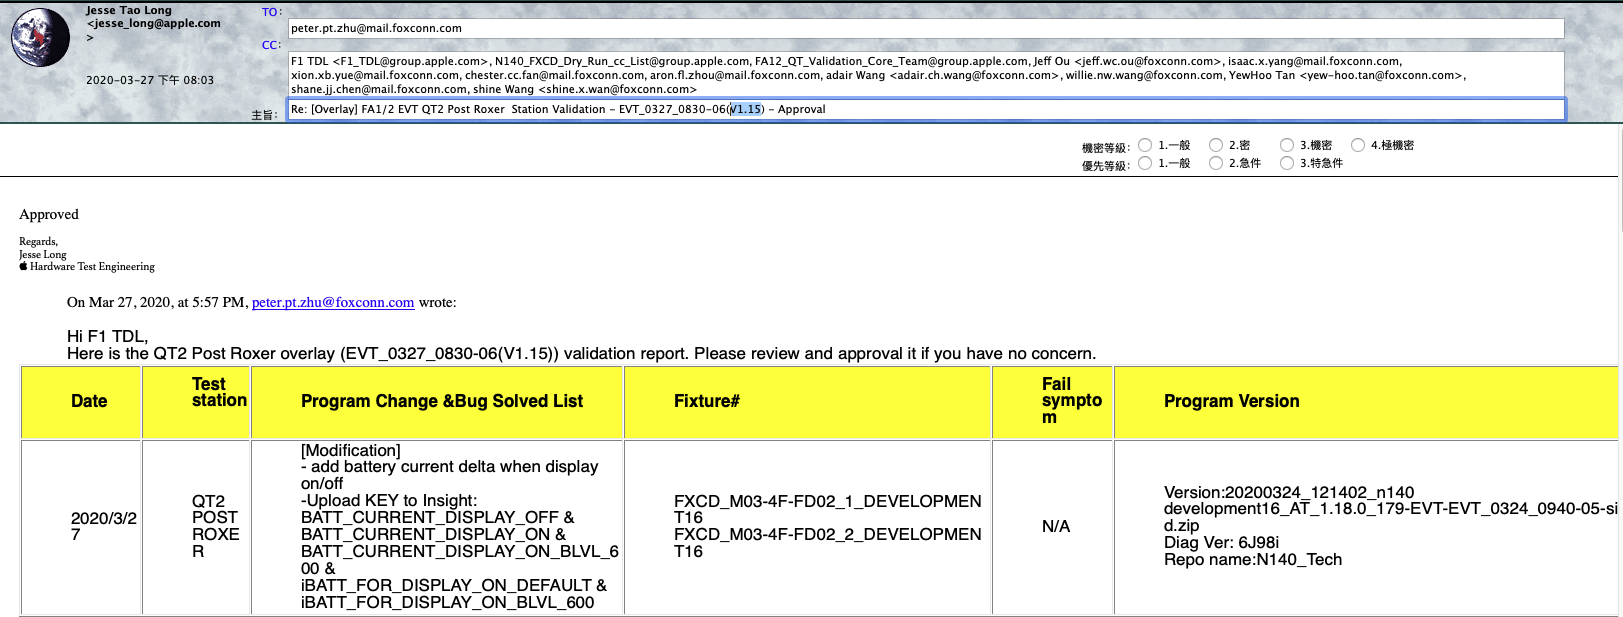 Jesse Tao Long
<jesse_long@apple.com
>
2020-03-27 下午 08:03
TO:
peter.pt.zhu@mail.foxconn.com
CC:
F1 TDL <F1_TDL@group.apple.com>, N140_FXCD_Dry_Run_cc_List@group.apple.com, FA12_QT_Validation_Core_Team@group.apple.com, Jeff Ou <jeff.wc.ou@foxconn.com>, isaac.x.yang@mail.foxconn.com,
xion.xb.yue@mail.foxconn.com, chester.cc.fan@mail.foxconn.com, aron.fl.zhou@mail.foxconn.com, adair Wang <adair.ch.wang@foxconn.com>, willie.nw.wang@foxconn.com, YewHoo Tan <yew-hoo.tan@foxconn.com>,
shane.jj.chen@mail.foxconn.com, shine Wang <shine.x.wan@foxconn.com>
主旨:
Re: [Overlay] FA1/2 EVT QT2 Post Roxer  Station Validation – EVT_0327_0830-06(V1.15) – Approval
機密等級: 1.一般 2.密 3.機密 4.極機密
優先等級: 1.一般 2.急件 3.特急件
Approved
Regards,
Jesse Long
Hardware Test Engineering
On Mar 27, 2020, at 5:57 PM, peter.pt.zhu@foxconn.com wrote:
Hi F1 TDL,
Here is the QT2 Post Roxer overlay (EVT_0327_0830-06(V1.15)) validation report. Please review and approval it if you have no concern.
Date
Test
station
Program Change &Bug Solved List
Fixture#
Fail
sympto
m
Program Version
2020/3/2
7
QT2
POST
ROXE
R
[Modification]
- add battery current delta when display
on/off
-Upload KEY to Insight:
BATT_CURRENT_DISPLAY_OFF &
BATT_CURRENT_DISPLAY_ON &
BATT_CURRENT_DISPLAY_ON_BLVL_6
00 &
iBATT_FOR_DISPLAY_ON_DEFAULT &
iBATT_FOR_DISPLAY_ON_BLVL_600
FXCD_M03-4F-FD02_1_DEVELOPMEN
T16
FXCD_M03-4F-FD02_2_DEVELOPMEN
T16
N/A
Version:20200324_121402_n140
development16_AT_1.18.0_179-EVT-EVT_0324_0940-05-si
d.zip
Diag Ver: 6J98i
Repo name:N140_Tech